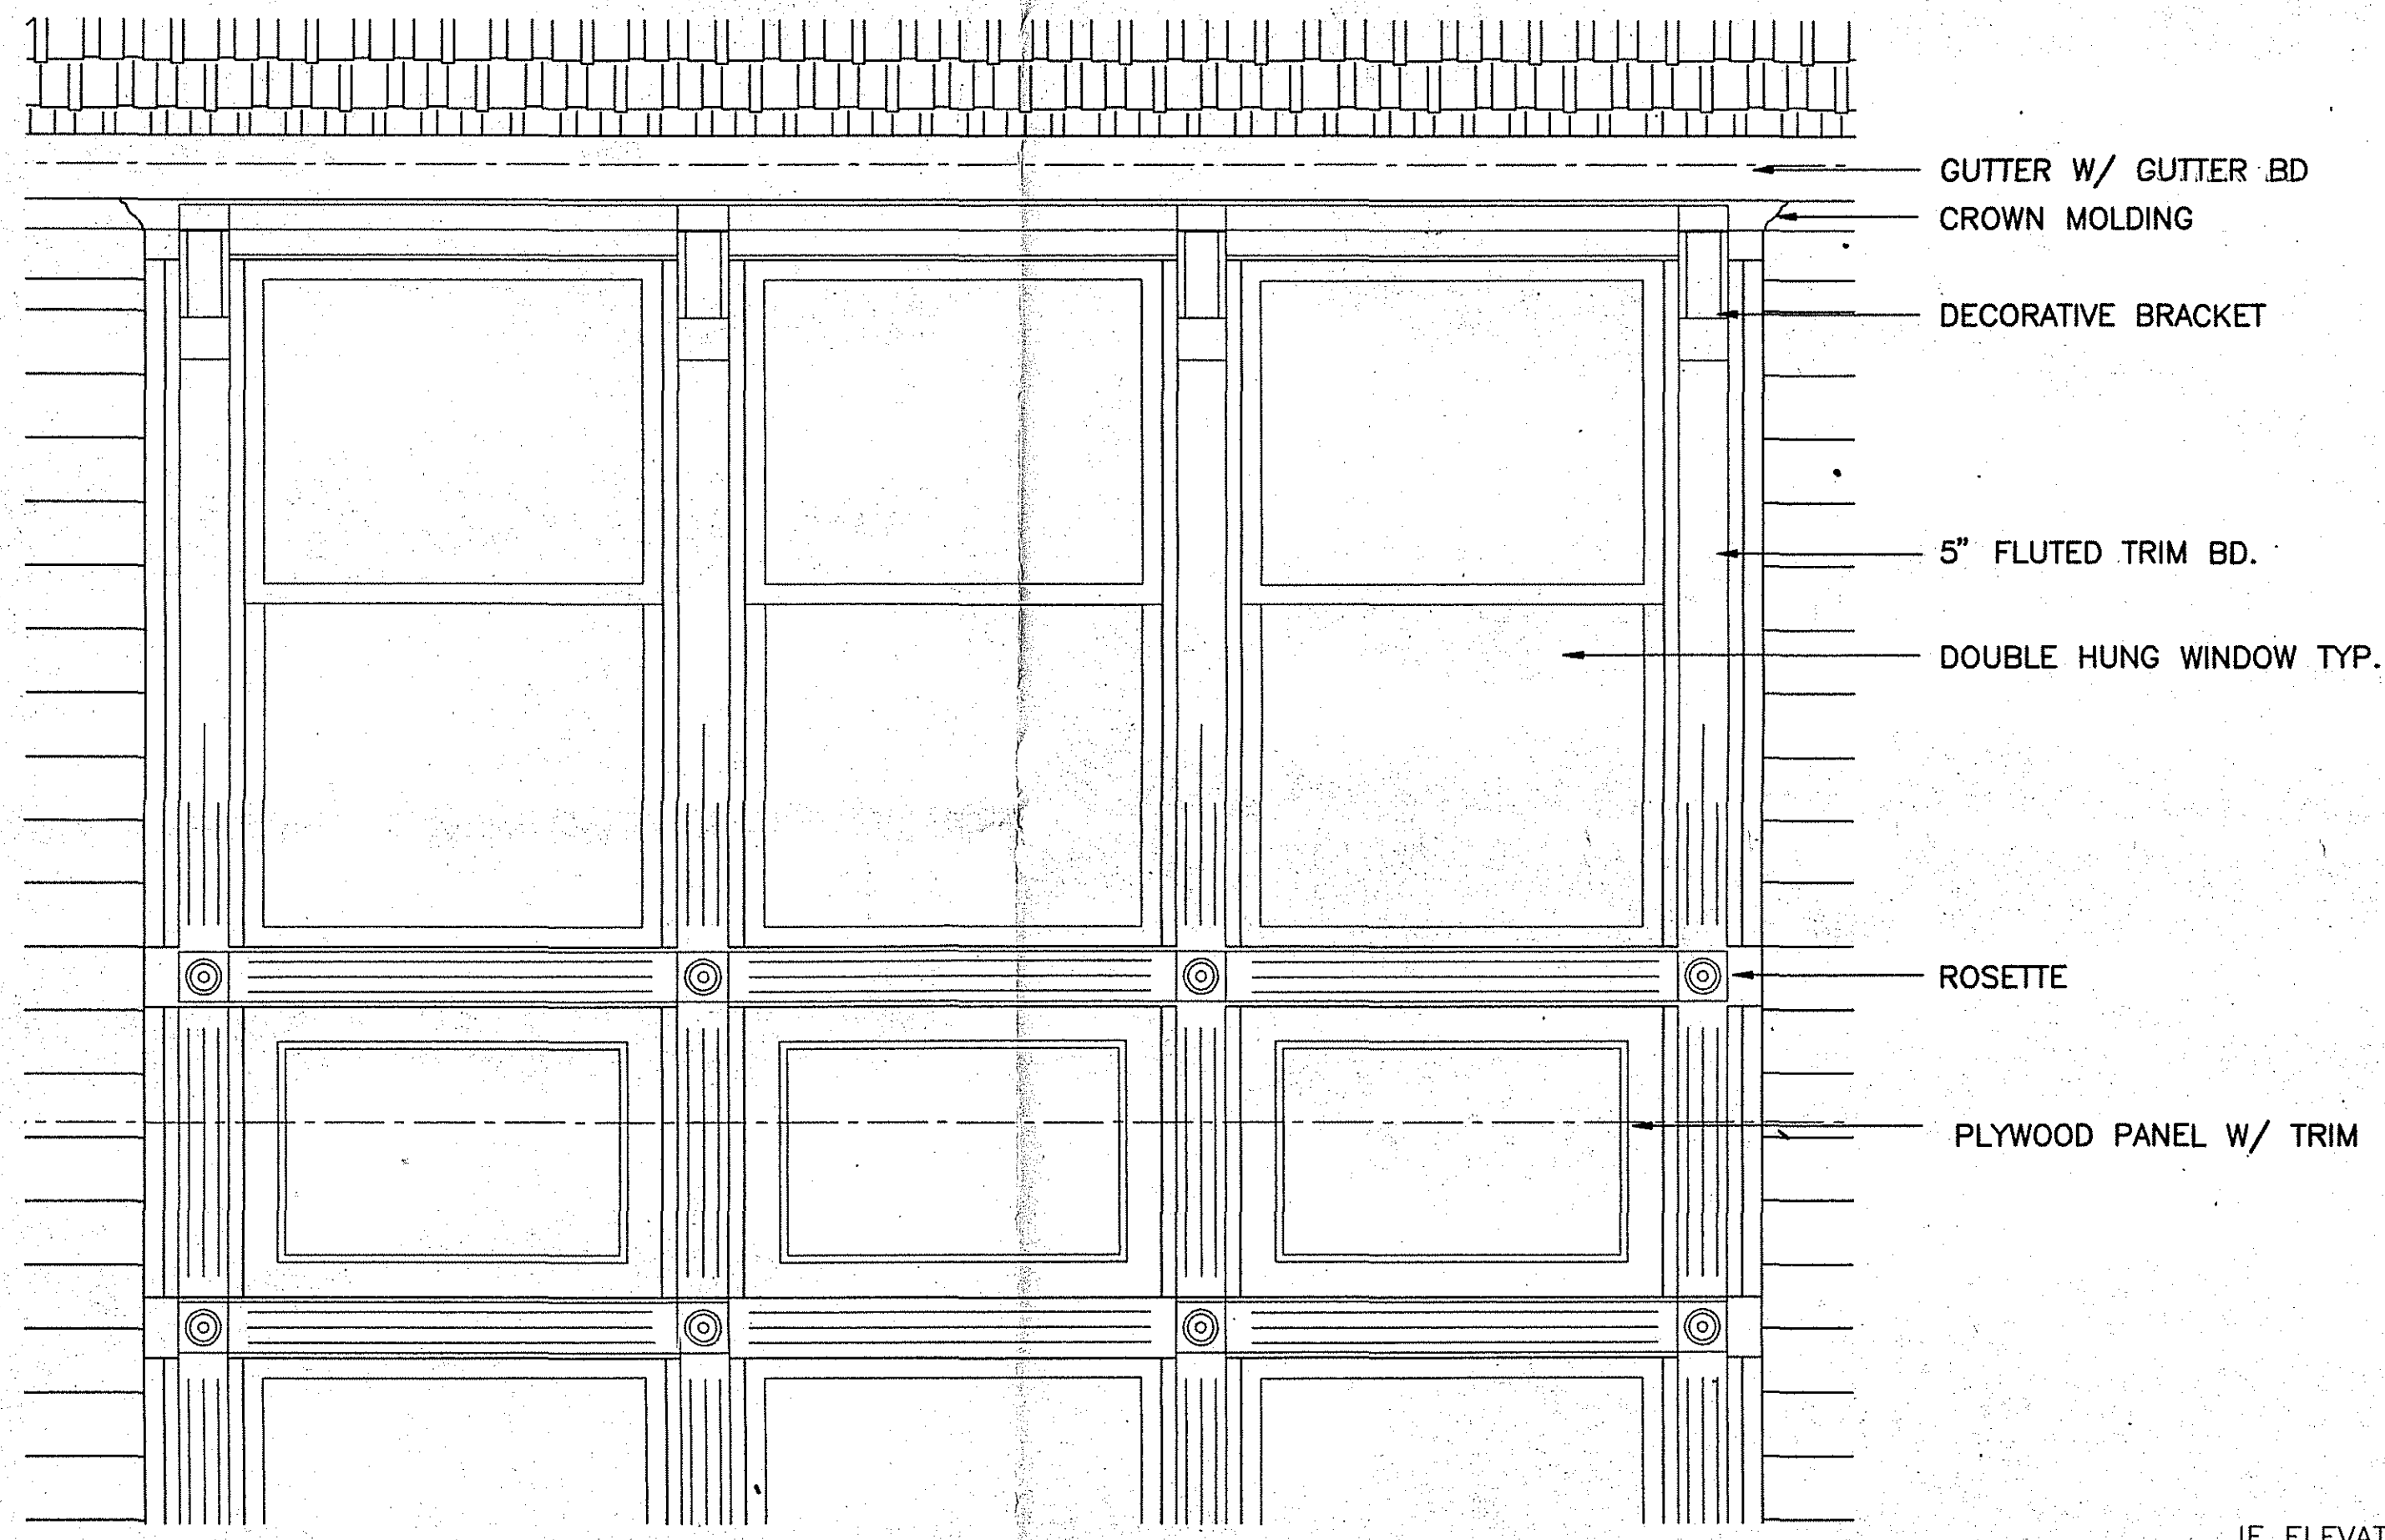 GUTTER W/ GUTTER BD
CROWN MOLDING
DECORATIVE BRACKET
5" FLUTED TRIM BD.
DOUBLE HUNG WINDOW TYP.
ROSETTE
PLYWOOD PANEL W/ TRIM